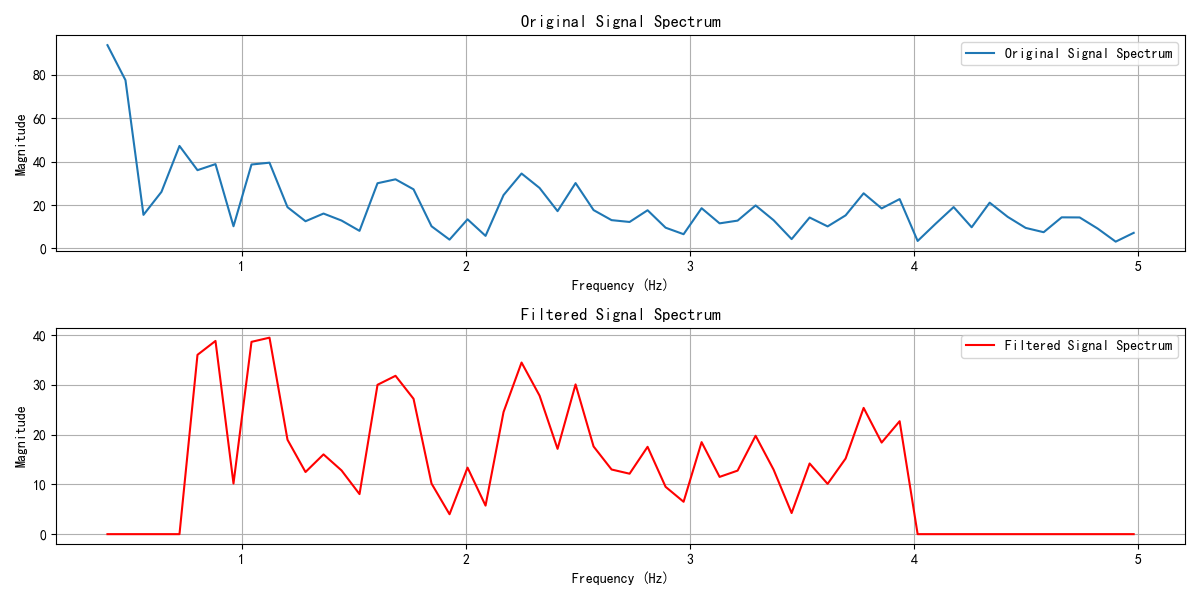 Original Signal Spectrum
Original Signal Spectrum
Magnitude
80
60
40
20
0
1
2
3
4
5
Frequency (Hz)
Filtered Signal Spectrum
Filtered Signal Spectrum
Magnitude
40
30
20
10
0
1
2
3
4
5
Frequency (Hz)